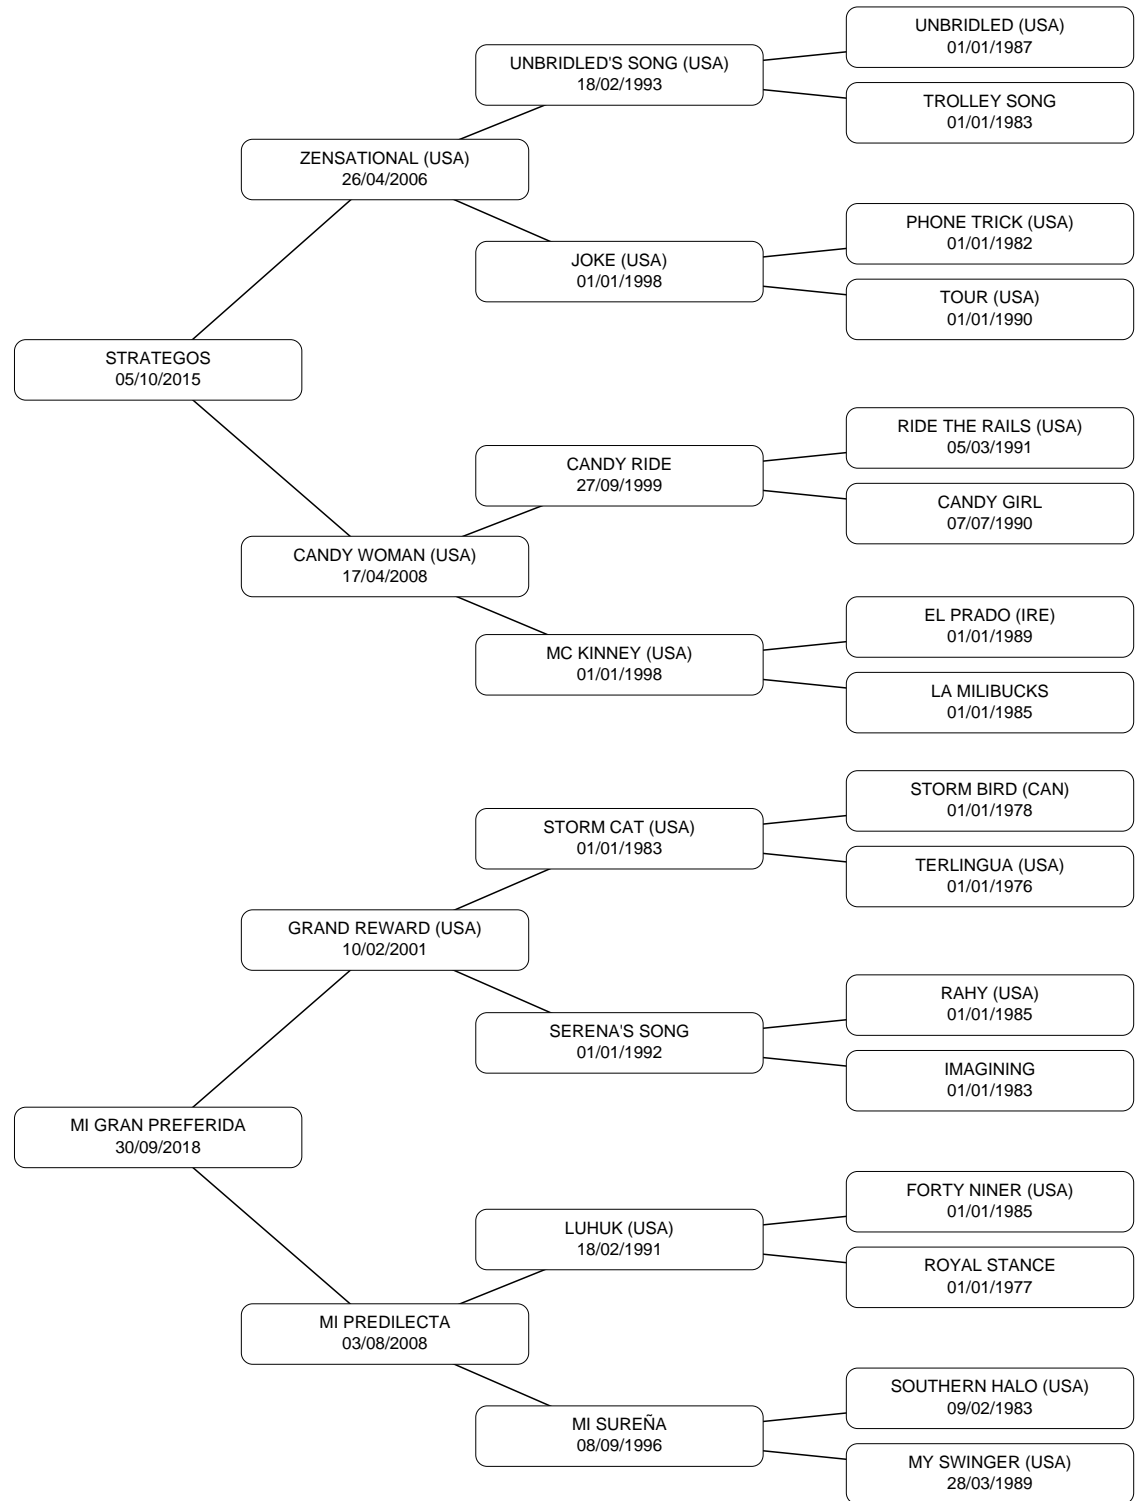 UNBRIDLED (USA)
01/01/1987
UNBRIDLED'S SONG (USA)
18/02/1993
TROLLEY SONG
01/01/1983
ZENSATIONAL (USA)
26/04/2006
PHONE TRICK (USA)
01/01/1982
JOKE (USA)
01/01/1998
TOUR (USA)
01/01/1990
STRATEGOS
05/10/2015
RIDE THE RAILS (USA)
05/03/1991
CANDY RIDE
27/09/1999
CANDY GIRL
07/07/1990
CANDY WOMAN (USA)
17/04/2008
EL PRADO (IRE)
01/01/1989
MC KINNEY (USA)
01/01/1998
LA MILIBUCKS
01/01/1985
STORM BIRD (CAN)
01/01/1978
STORM CAT (USA)
01/01/1983
TERLINGUA (USA)
01/01/1976
GRAND REWARD (USA)
10/02/2001
RAHY (USA)
01/01/1985
SERENA'S SONG
01/01/1992
IMAGINING
01/01/1983
MI GRAN PREFERIDA
30/09/2018
FORTY NINER (USA)
01/01/1985
LUHUK (USA)
18/02/1991
ROYAL STANCE
01/01/1977
MI PREDILECTA
03/08/2008
SOUTHERN HALO (USA)
09/02/1983
MI SUREÑA
08/09/1996
MY SWINGER (USA)
28/03/1989